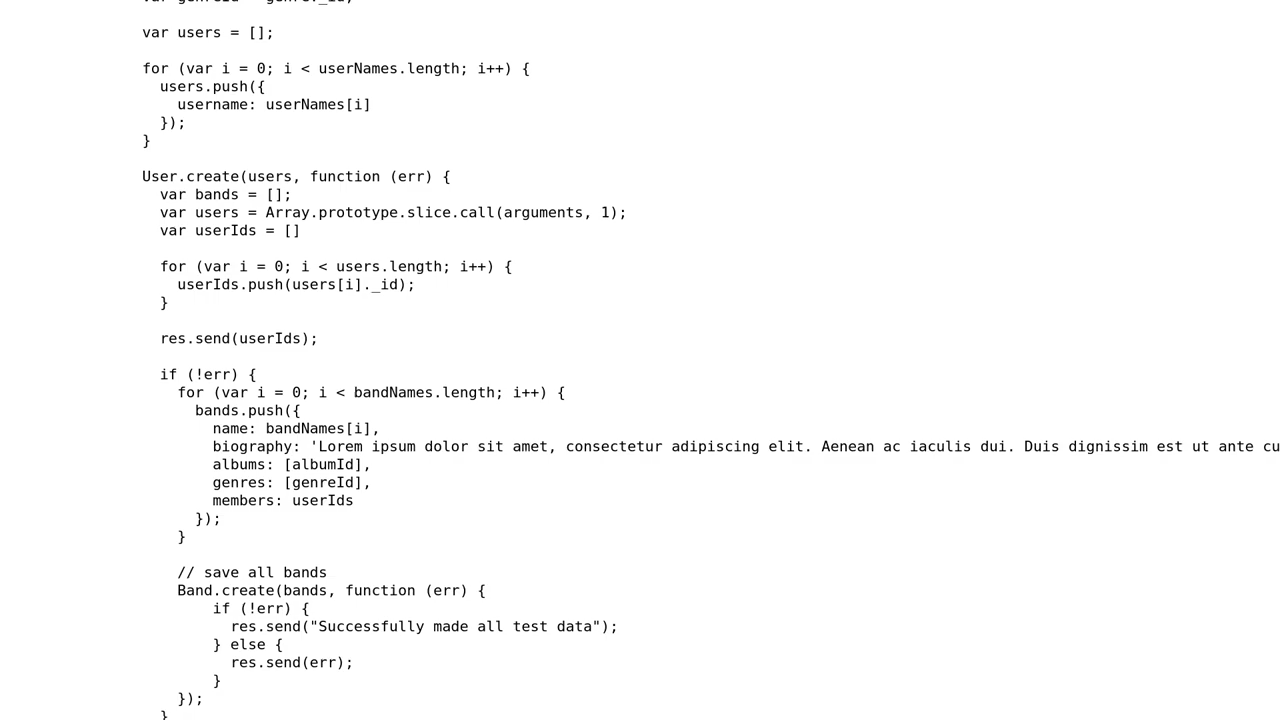 var users = [];
for (var i = 0; i < userNames.length; i++) {
users.push({
username: userNames[i]
});
}
User.create(users, function (err) {
var bands = [];
var users = Array.prototype.slice.call(arguments, 1);
var userIds = []
for (var i = 0; i < users.length; i++) {
userIds.push(users[i]._id);
}
res.send(userIds);
if (!err) {
for (var i = 0; i < bandNames.length; i++) {
bands.push({
name: bandNames[i],
biography: 'Lorem ipsum dolor sit amet, consectetur adipiscing elit. Aenean ac iaculis dui. Duis dignissim est ut ante cu
albums: [albumId],
genres: [genreId],
members: userIds
});
}
// save all bands
Band.create(bands, function (err) {
if (!err) {
res.send("Successfully made all test data");
} else {
res.send(err);
}
});
}